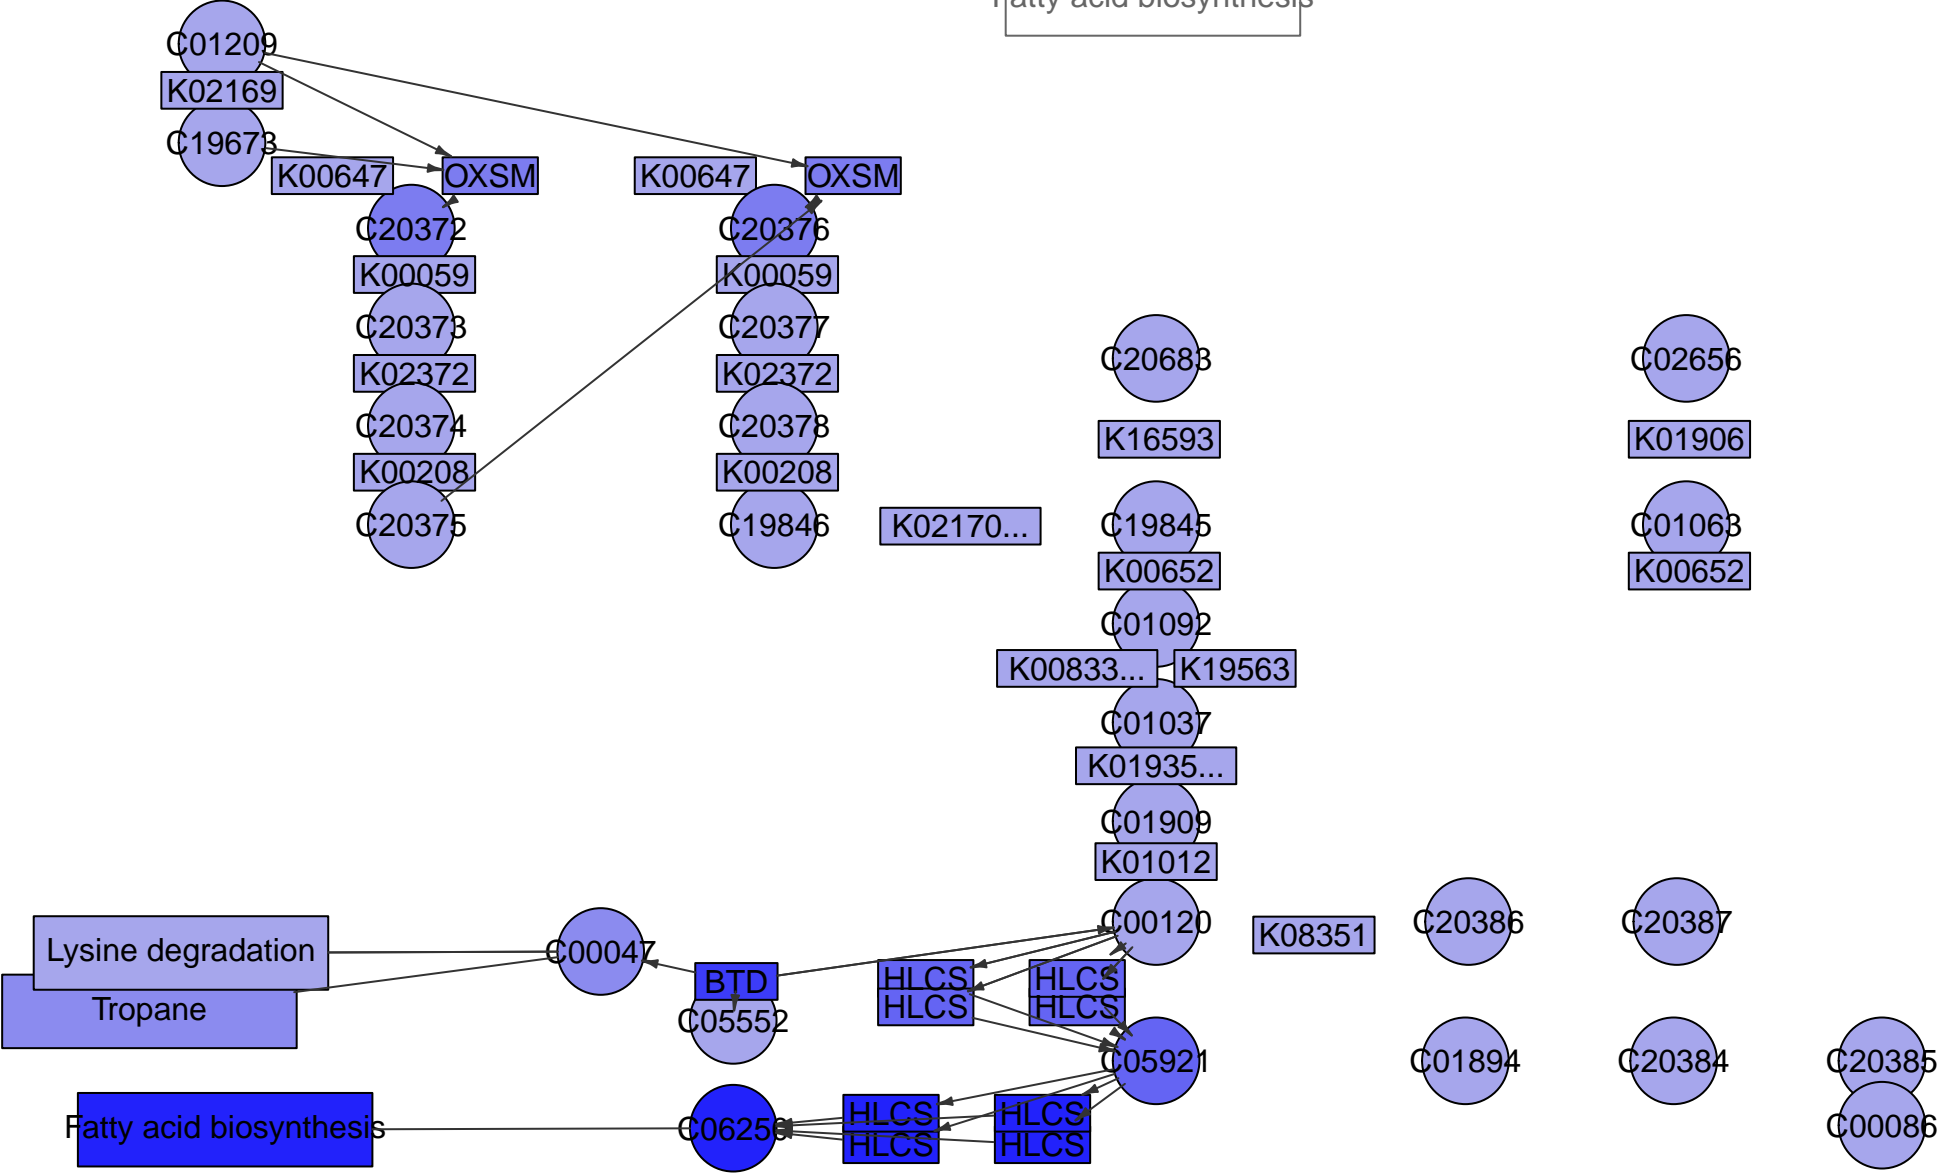 Fatty acid biosynthesis
C01209
K02169
C19673
K00647
OXSM
K00647
OXSM
C20372
C20376
K00059
K00059
C20373
C20377
K02372
K02372
C20683
C02656
C20374
C20378
K16593
K01906
K00208
K00208
C20375
C19846
K02170...
C19845
C01063
K00652
K00652
C01092
K00833...
K19563
C01037
K01935...
C01909
K01012
C00120
K08351
C20386
C20387
Lysine degradation
C00047
BTD
HLCS
HLCS
Tropane
C05552
HLCS
HLCS
C05921
C01894
C20384
C20385
Fatty acid biosynthesis
C06250
HLCS
HLCS
C00086
HLCS
HLCS